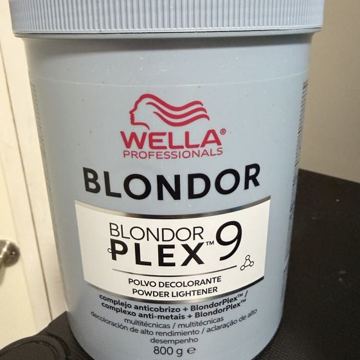 WELLA
PROFESSIONALS
BLONDOR
BLONDOR
PLEX™ 9
POLVO DECOLORANTE
POWDER LIGHTENER
complejo anticobrizo + BlondorPlex™ /
complexo anti-metais + BlondorPlex™
multitécnicas / multitécnicas
decoloración de alto rendimiento / aclaração de alto
desempenho
800 g e